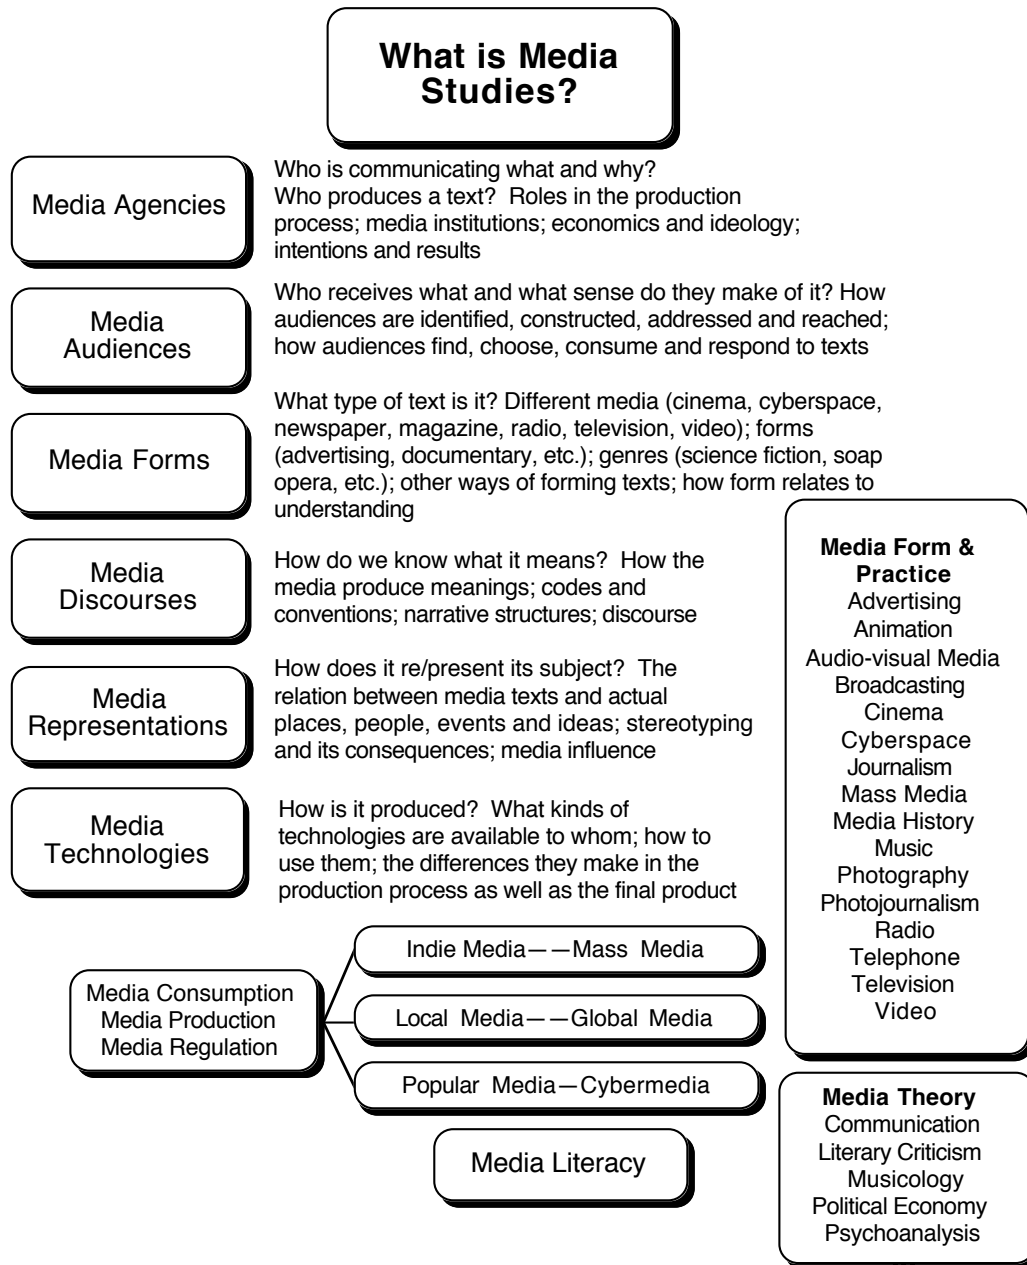 What is Media
Studies?
Media Agencies
Who is communicating what and why?
Who produces a text? Roles in the production
process; media institutions; economics and ideology;
intentions and results
Media
Audiences
Who receives what and what sense do they make of it? How
audiences are identified, constructed, addressed and reached;
how audiences find, choose, consume and respond to texts
Media Forms
What type of text is it? Different media (cinema, cyberspace,
newspaper, magazine, radio, television, video); forms
(advertising, documentary, etc.); genres (science fiction, soap
opera, etc.); other ways of forming texts; how form relates to
understanding
Media
Discourses
How do we know what it means? How the
media produce meanings; codes and
conventions; narrative structures; discourse
Media
Representations
How does it re/present its subject? The
relation between media texts and actual
places, people, events and ideas; stereotyping
and its consequences; media influence
Media
Technologies
How is it produced? What kinds of
technologies are available to whom; how to
use them; the differences they make in the
production process as well as the final product
Media Consumption
Media Production
Media Regulation
Indie Media——Mass Media
Local Media——Global Media
Popular Media—Cybermedia
Media Literacy
Media Form &
Practice
Advertising
Animation
Audio-visual Media
Broadcasting
Cinema
Cyberspace
Journalism
Mass Media
Media History
Music
Photography
Photojournalism
Radio
Telephone
Television
Video
Media Theory
Communication
Literary Criticism
Musicology
Political Economy
Psychoanalysis